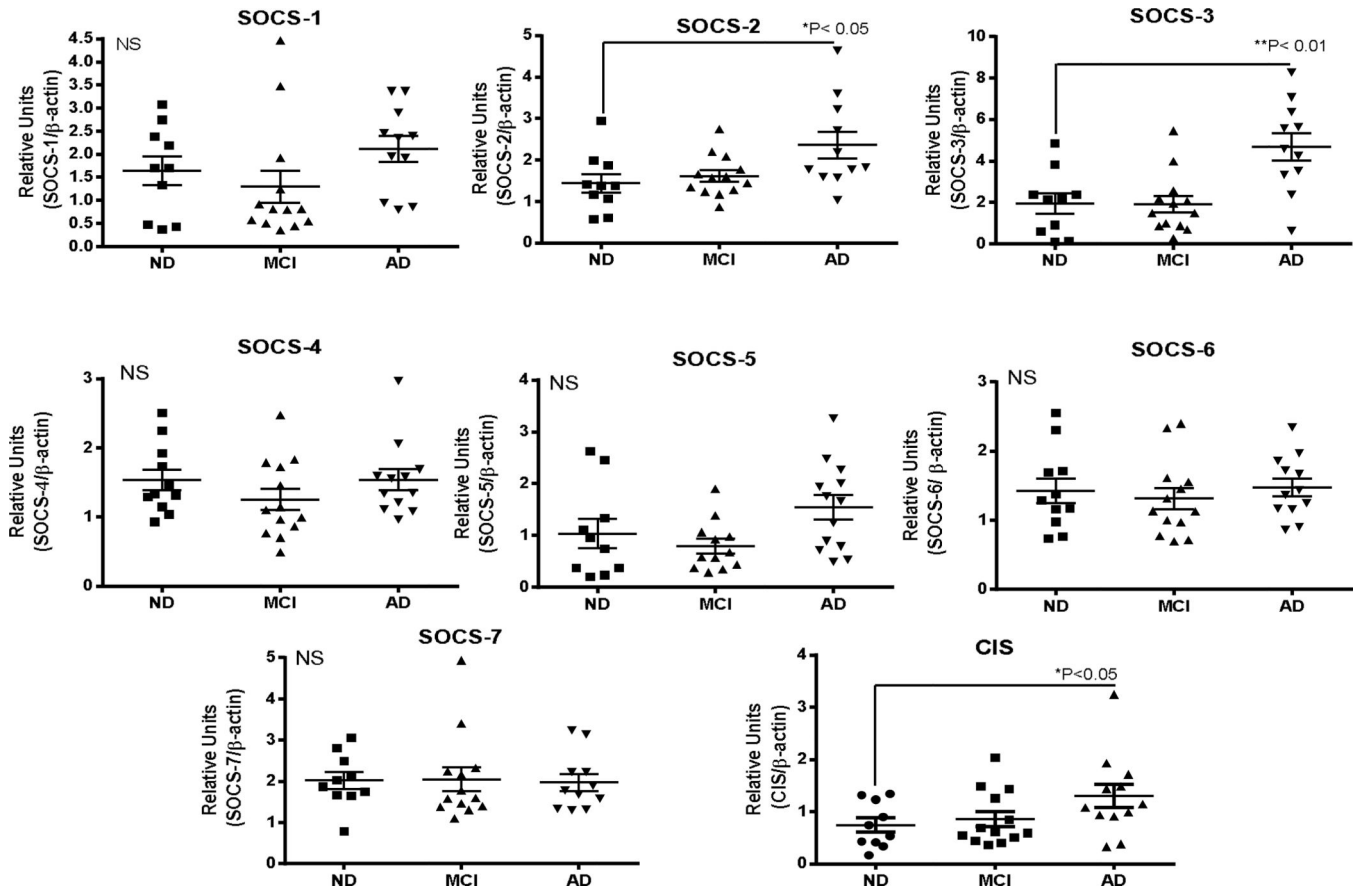 SOCS-1
NS
Relative Units
(SOCS-1/β-actin)
4.5
4.0
3.5
3.0
2.5
2.0
1.5
1.0
0.5
0.0
ND MCI AD
SOCS-2
*P< 0.05
Relative Units
(SOCS-2/β-actin)
5
4
3
2
1
0
ND MCI AD
SOCS-3
**P< 0.01
Relative Units
(SOCS-3/β-actin)
10
8
6
4
2
0
ND MCI AD
SOCS-4
NS
Relative Units
(SOCS-4/β-actin)
3
2
1
0
ND MCI AD
SOCS-5
NS
Relative Units
(SOCS-5/β-actin)
4
3
2
1
0
ND MCI AD
SOCS-6
NS
Relative Units
(SOCS-6/ β-actin)
3
2
1
0
ND MCI AD
SOCS-7
NS
Relative Units
(SOCS-7/β-actin)
5
4
3
2
1
0
ND MCI AD
CIS
*P<0.05
Relative Units
(CIS/β-actin)
4
3
2
1
0
ND MCI AD